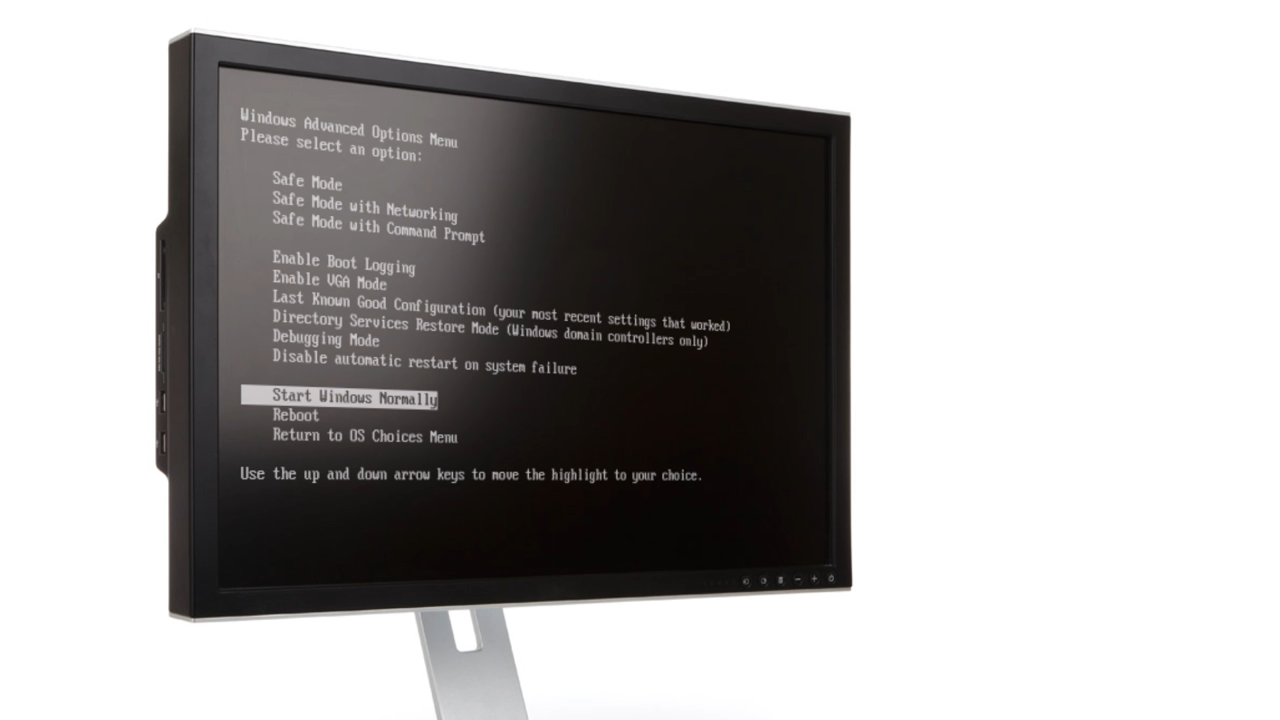 Windows Advanced Options Menu
Please select an option:
Safe Mode
Safe Mode with Networking
Safe Mode with Command Prompt
Enable Boot Logging
Enable VGA Mode
Last Known Good Configuration (your most recent settings that worked)
Directory Services Restore Mode (Windows domain controllers only)
Debugging Mode
Disable automatic restart on system failure
Start Windows Normally
Reboot
Return to OS Choices Menu
Use the up and down arrow keys to move the highlight to your choice.